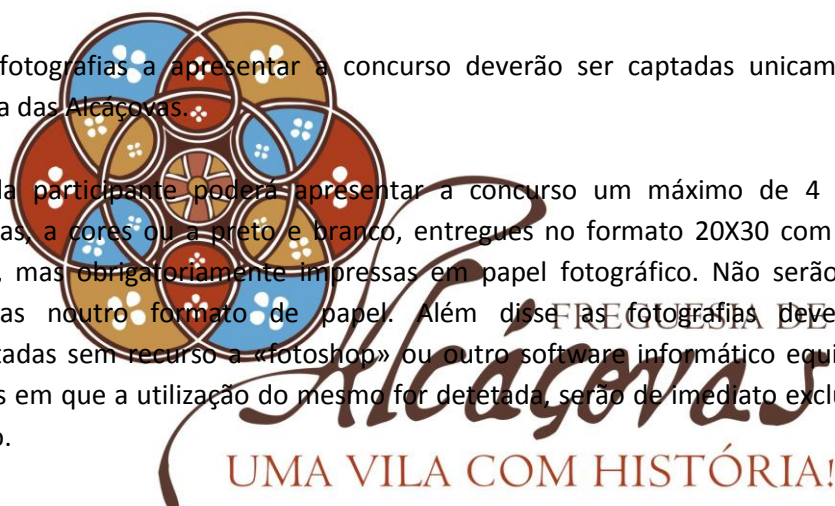 fotografias a apresentar a concurso deverão ser captadas unicam
a das Alcáçovas.
da participante poderá apresentar a concurso um máximo de 4
as, a cores ou a preto e branco, entregues no formato 20X30 com
, mas obrigatoriamente impressas em papel fotográfico. Não serão
as noutro formato de papel. Além disse as fotografias deve
tadas sem recurso a «fotoshop» ou outro software informático equi
s em que a utilização do mesmo for detetada, serão de imediato exclu
o.
FREGUESIA DE
Alcáçovas
UMA VILA COM HISTÓRIA!